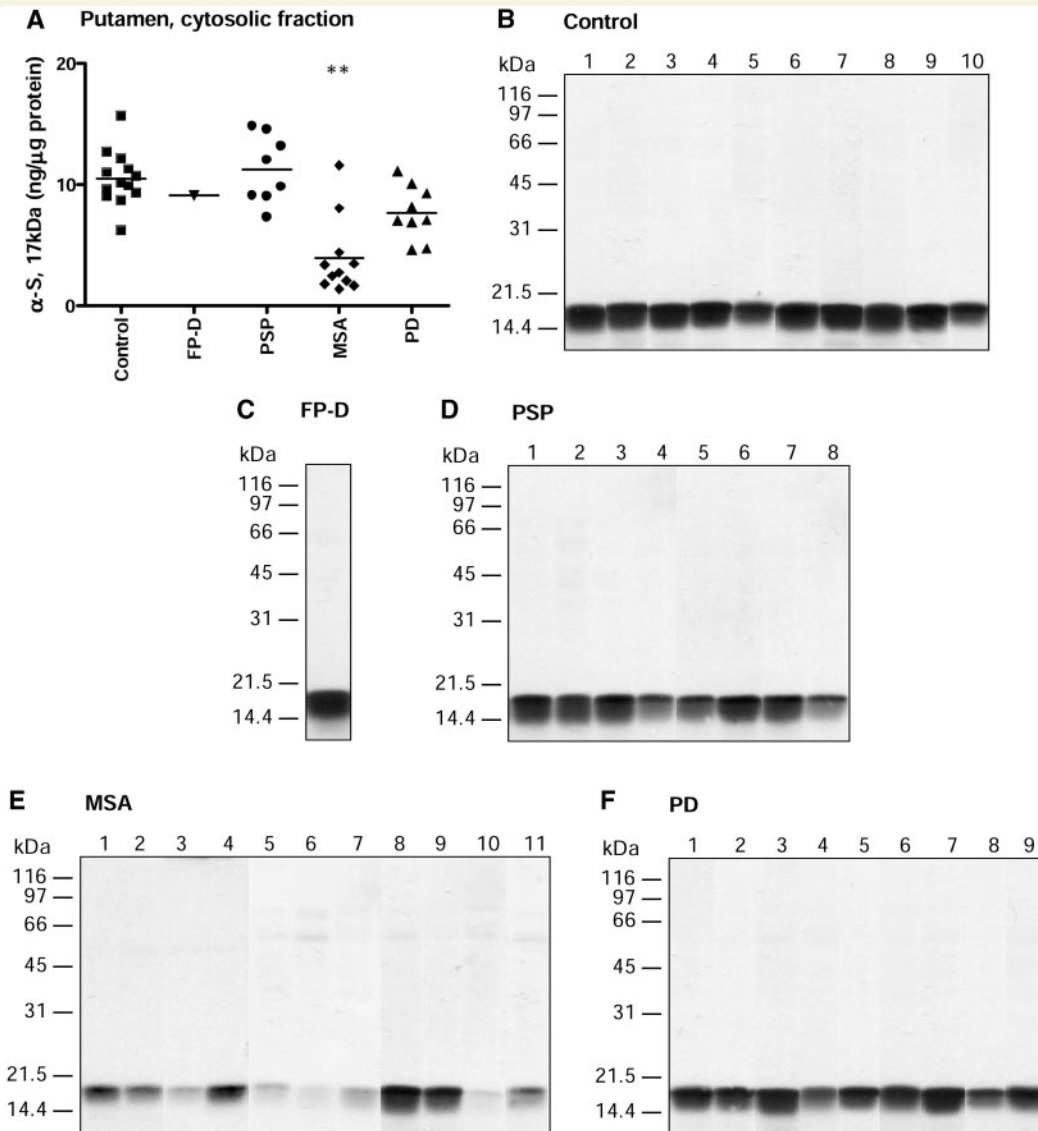 A Putamen, cytosolic fraction
α-S, 17kDa (ng/µg protein)
20
**
10
0
Control
FP-D
PSP
MSA
PD
B Control
kDa 1 2 3 4 5 6 7 8 9 10
116
97
66
45
31
21.5
14.4
C FP-D
kDa
116
97
66
45
31
21.5
14.4
D PSP
kDa 1 2 3 4 5 6 7 8
116
97
66
45
31
21.5
14.4
E MSA
kDa 1 2 3 4 5 6 7 8 9 10 11
116
97
66
45
31
21.5
14.4
F PD
kDa 1 2 3 4 5 6 7 8 9
116
97
66
45
31
21.5
14.4